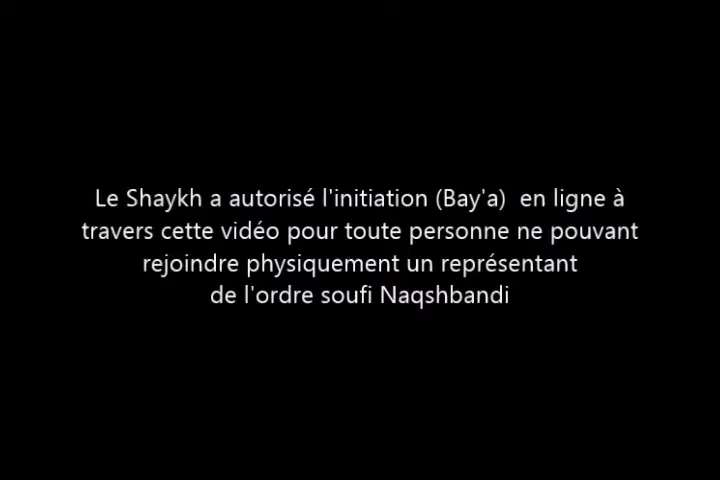 Le Shaykh a autorisé l'initiation (Bay'a)  en ligne à
travers cette vidéo pour toute personne ne pouvant
rejoindre physiquement un représentant
de l'ordre soufi Naqshbandi